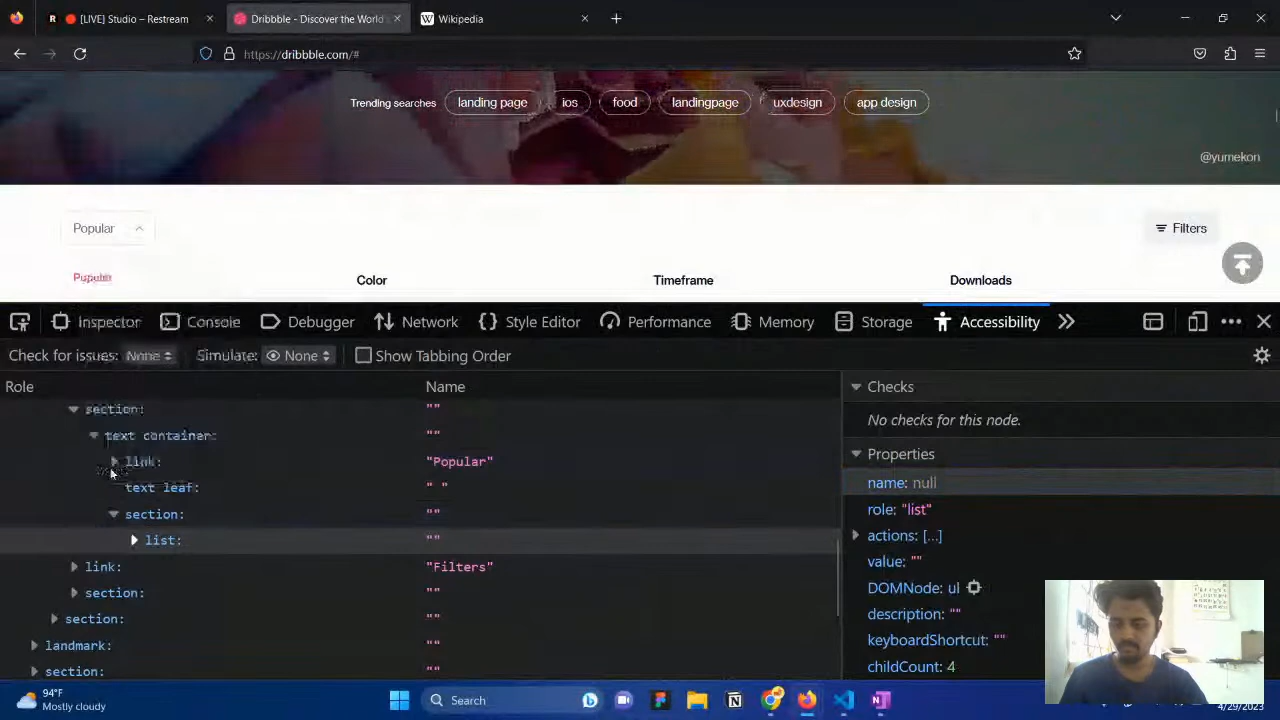 [LIVE] Studio – Restream
Dribbble - Discover the World's
Wikipedia
https://dribbble.com/#
Trending searches landing page ios food landingpage uxdesign app design
@yumekon
Popular
Filters
Popular Color Timeframe Downloads
Inspector Console Debugger Network Style Editor Performance Memory Storage Accessibility
Check for issues: None Simulate: None Show Tabbing Order
Role Name
Checks
section: ""
No checks for this node.
text container: ""
Properties
link: "Popular"
name: null
text leaf: " "
role: "list"
section: ""
actions: […]
list: ""
value: ""
link: "Filters"
DOMNode: ul
section: ""
description: ""
section: ""
keyboardShortcut: ""
landmark: ""
childCount: 4
section: ""
94°F
Mostly cloudy
Search